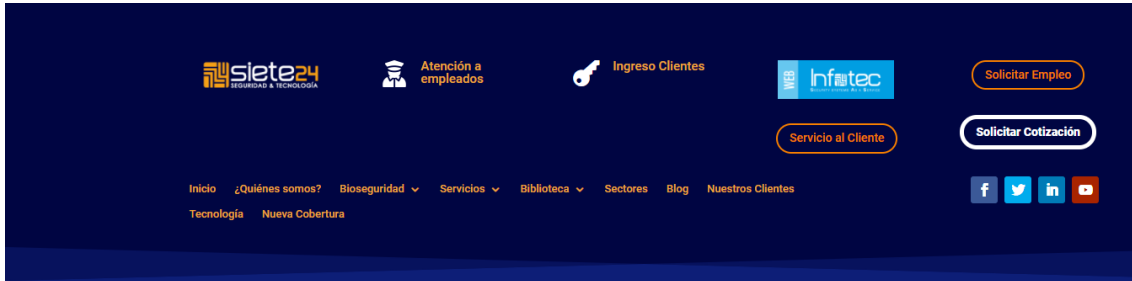 siete24
SEGURIDAD & TECNOLOGÍA
Atención a
empleados
Ingreso Clientes
WEB
Infotec
Solicitar Empleo
Servicio al Cliente
Solicitar Cotización
Inicio ¿Quiénes somos? Bioseguridad Servicios Biblioteca Sectores Blog Nuestros Clientes
Tecnología Nueva Cobertura
f
in